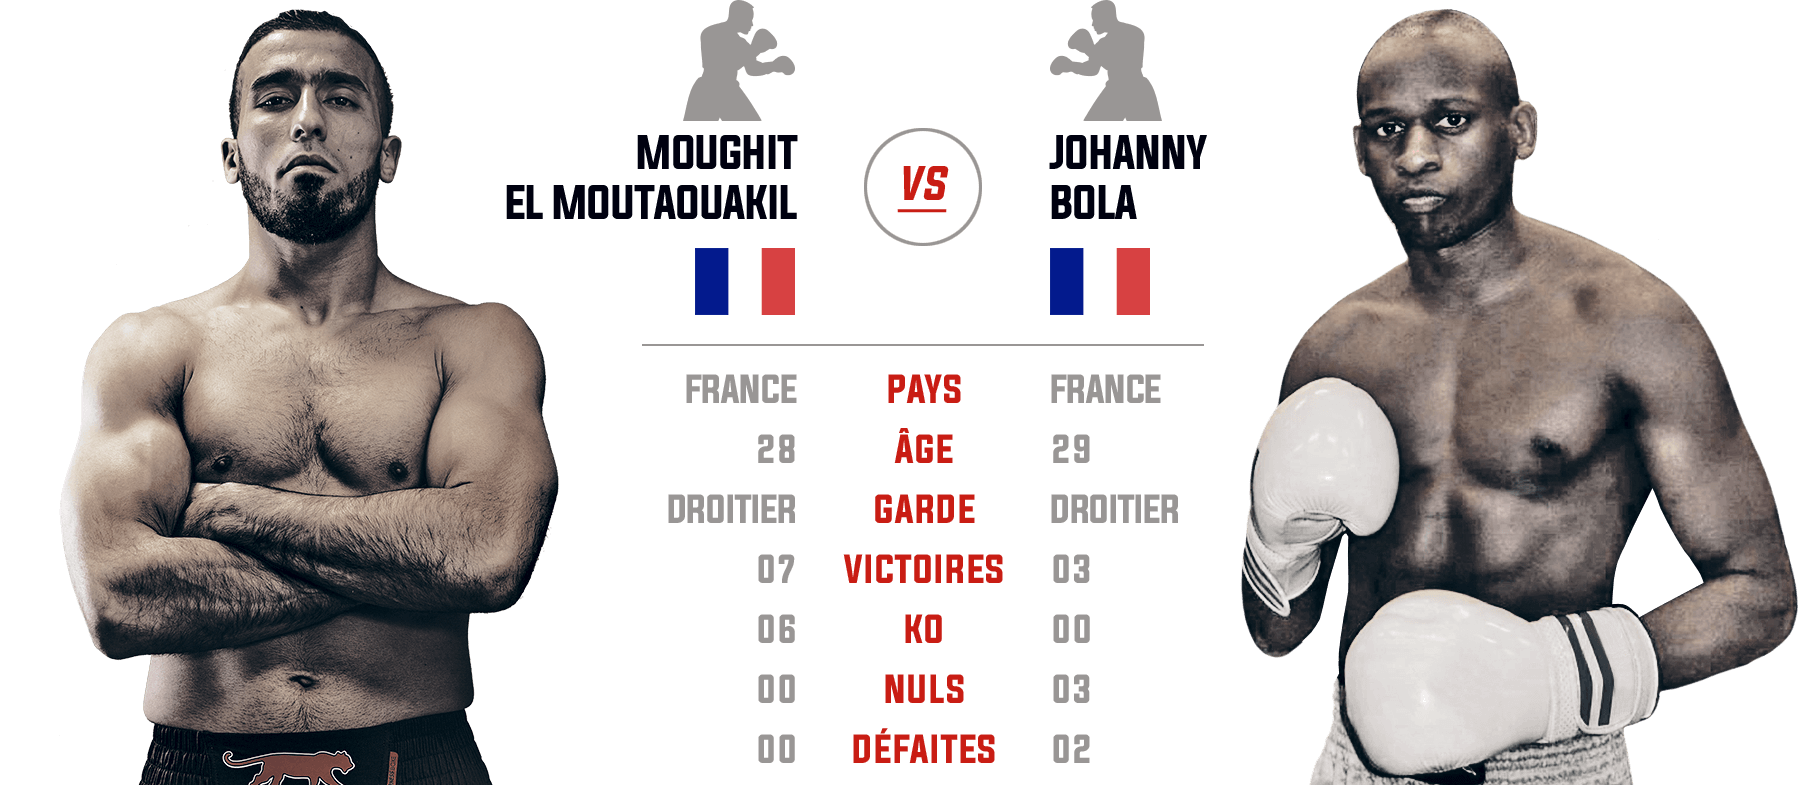 MOUGHIT
EL MOUTAOUAKIL
VS
JOHANNY
BOLA
FRANCE PAYS FRANCE
28 ÂGE 29
DROITIER GARDE DROITIER
07 VICTOIRES 03
06 KO 00
00 NULS 03
00 DÉFAITES 02